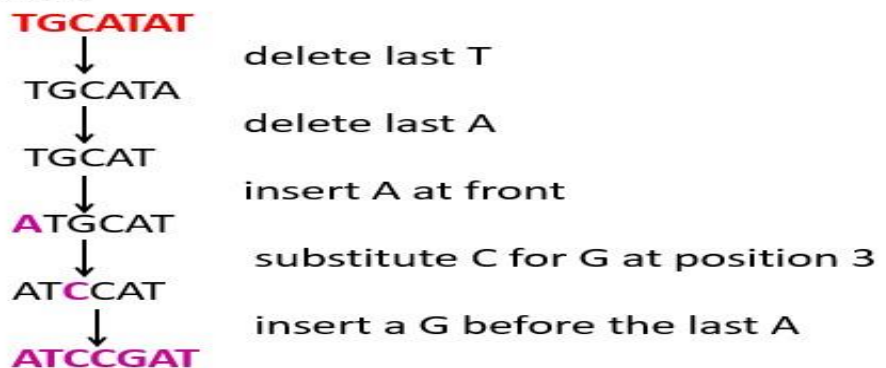 TGCATAT
delete last T
TGCATA
delete last A
TGCAT
insert A at front
ATGCAT
substitute C for G at position 3
ATCCAT
insert a G before the last A
ATCCGAT